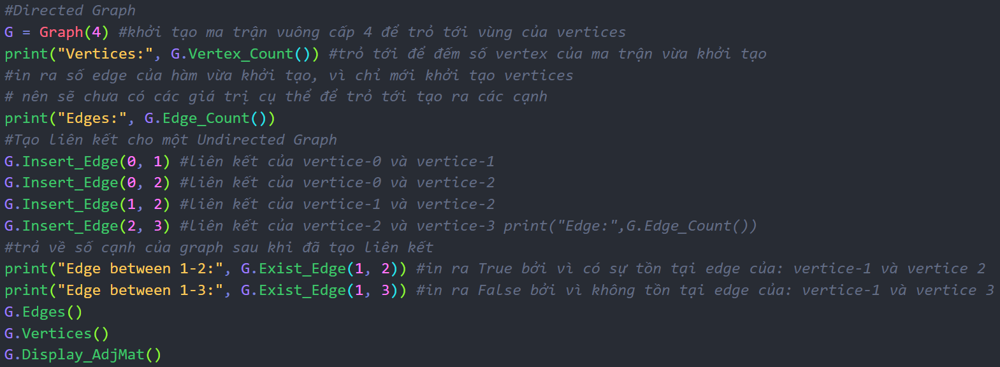 #Directed Graph
G = Graph(4) #khởi tạo ma trận vuông cấp 4 để trỏ tới vùng của vertices
print("Vertices:", G.Vertex_Count()) #trỏ tới để đếm số vertex của ma trận vừa khởi tạo
#in ra số edge của hàm vừa khởi tạo, vì chỉ mới khởi tạo vertices
# nên sẽ chưa có các giá trị cụ thể để trỏ tới tạo ra các cạnh
print("Edges:", G.Edge_Count())
#Tạo liên kết cho một Undirected Graph
G.Insert_Edge(0, 1) #liên kết của vertice-0 và vertice-1
G.Insert_Edge(0, 2) #liên kết của vertice-0 và vertice-2
G.Insert_Edge(1, 2) #liên kết của vertice-1 và vertice-2
G.Insert_Edge(2, 3) #liên kết của vertice-2 và vertice-3 print("Edge:",G.Edge_Count())
#trả về số cạnh của graph sau khi đã tạo liên kết
print("Edge between 1-2:", G.Exist_Edge(1, 2)) #in ra True bởi vì có sự tồn tại edge của: vertice-1 và vertice 2
print("Edge between 1-3:", G.Exist_Edge(1, 3)) #in ra False bởi vì không tồn tại edge của: vertice-1 và vertice 3
G.Edges()
G.Vertices()
G.Display_AdjMat()